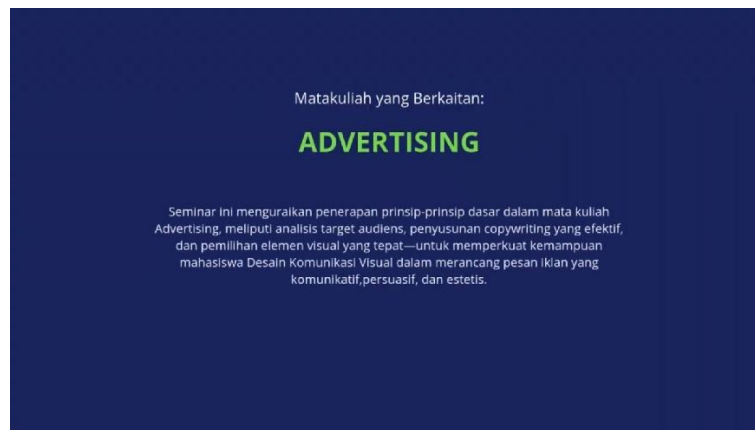 Matakuliah yang Berkaitan:
ADVERTISING
Seminar ini menguraikan penerapan prinsip-prinsip dasar dalam mata kuliah
Advertising, meliputi analisis target audiens, penyusunan copywriting yang efektif,
dan pemilihan elemen visual yang tepat—untuk memperkuat kemampuan
mahasiswa Desain Komunikasi Visual dalam merancang pesan iklan yang
komunikatif,persuasif, dan estetis.